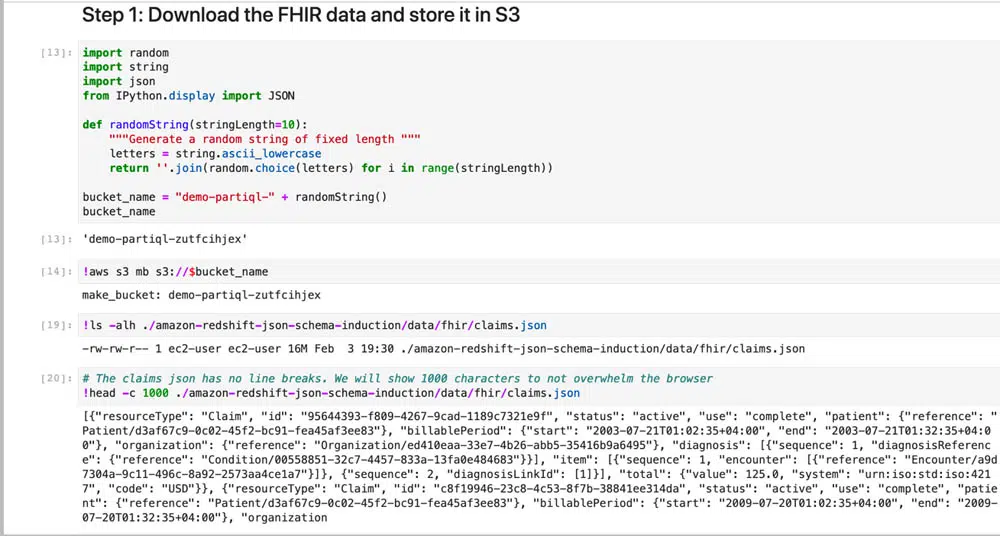 Step 1: Download the FHIR data and store it in S3
[13]: import random
import string
import json
from IPython.display import JSON
def randomString(stringLength=10):
"""Generate a random string of fixed length """
letters = string.ascii_lowercase
return ''.join(random.choice(letters) for i in range(stringLength))
bucket_name = "demo-partiql-" + randomString()
bucket_name
[13]: 'demo-partiql-zutfcihjex'
[14]: !aws s3 mb s3://$bucket_name
make_bucket: demo-partiql-zutfcihjex
[19]: !ls -alh ./amazon-redshift-json-schema-induction/data/fhir/claims.json
-rw-rw-r-- 1 ec2-user ec2-user 16M Feb  3 19:30 ./amazon-redshift-json-schema-induction/data/fhir/claims.json
[20]: # The claims json has no line breaks. We will show 1000 characters to not overwhelm the browser
!head -c 1000 ./amazon-redshift-json-schema-induction/data/fhir/claims.json
[{"resourceType": "Claim", "id": "95644393-f809-4267-9cad-1189c7321e9f", "status": "active", "use": "complete", "patient": {"reference": "
Patient/d3af67c9-0c02-45f2-bc91-fea45af3ee83"}, "billablePeriod": {"start": "2003-07-21T01:02:35+04:00", "end": "2003-07-21T01:32:35+04:0
0"}, "organization": {"reference": "Organization/ed410eaa-33e7-4b26-abb5-35416b9a6495"}, "diagnosis": [{"sequence": 1, "diagnosisReferenc
e": {"reference": "Condition/00558851-32c7-4457-833a-13fa0e484683"}}], "item": [{"sequence": 1, "encounter": [{"reference": "Encounter/a9d
7304a-9c11-496c-8a92-2573aa4ce1a7"}]}, {"sequence": 2, "diagnosisLinkId": [1]}], "total": {"value": 125.0, "system": "urn:iso:std:iso:421
7", "code": "USD"}}, {"resourceType": "Claim", "id": "c8f19946-23c8-4c53-8f7b-38841ee314da", "status": "active", "use": "complete", "patie
nt": {"reference": "Patient/d3af67c9-0c02-45f2-bc91-fea45af3ee83"}, "billablePeriod": {"start": "2009-07-20T01:02:35+04:00", "end": "2009-
07-20T01:32:35+04:00"}, "organization